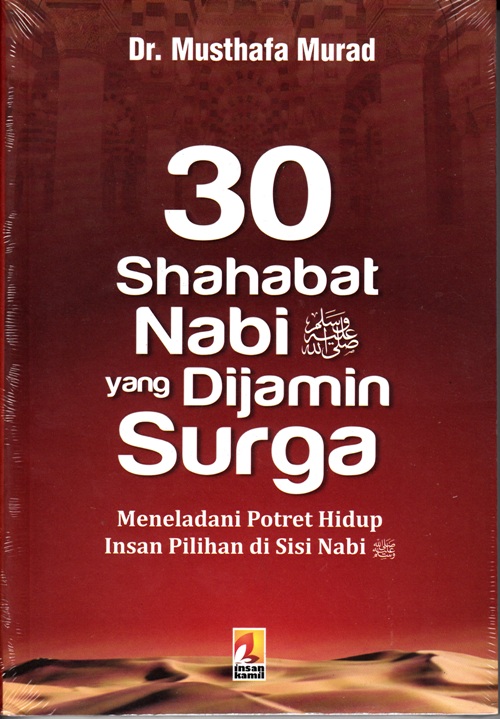 Dr. Musthafa Murad
30
Shahabat
Nabi ﷺ
yang Dijamin
Surga
Meneladani Potret Hidup
Insan Pilihan di Sisi Nabi ﷺ
insan
kamil